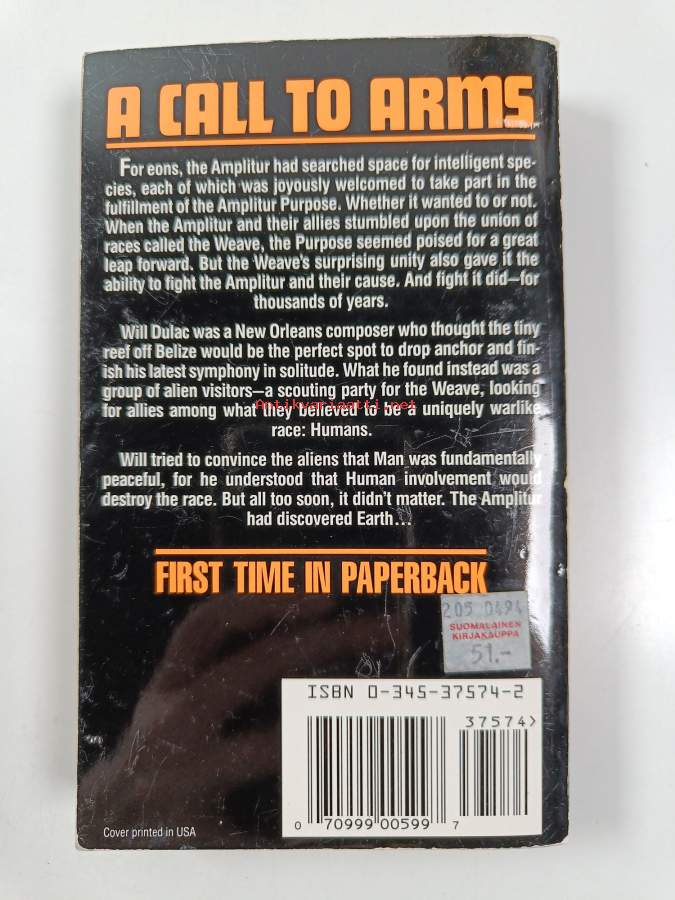 A CALL TO ARMS
For eons, the Amplitur had searched space for intelligent spe-
cies, each of which was joyously welcomed to take part in the
fulfillment of the Amplitur Purpose. Whether it wanted to or not.
When the Amplitur and their allies stumbled upon the union of
races called the Weave, the Purpose seemed poised for a great
leap forward. But the Weave's surprising unity also gave it the
ability to fight the Amplitur and their cause. And fight it did—for
thousands of years.
Will Dulac was a New Orleans composer who thought the tiny
reef off Belize would be the perfect spot to drop anchor and fin-
ish his latest symphony in solitude. What he found instead was a
group of alien visitors—a scouting party for the Weave, looking
for allies among what they believed to be a uniquely warlike
Antikvariaatti.net
race: Humans.
Will tried to convince the aliens that Man was fundamentally
peaceful, for he understood that Human involvement would
destroy the race. But all too soon, it didn't matter. The Amplitur
had discovered Earth...
FIRST TIME IN PAPERBACK
205 0494
SUOMALAINEN
KIRJAKAUPPA
51.-
ISBN 0-345-37574-2
37574>
0 70999 00599 7
Cover printed in USA